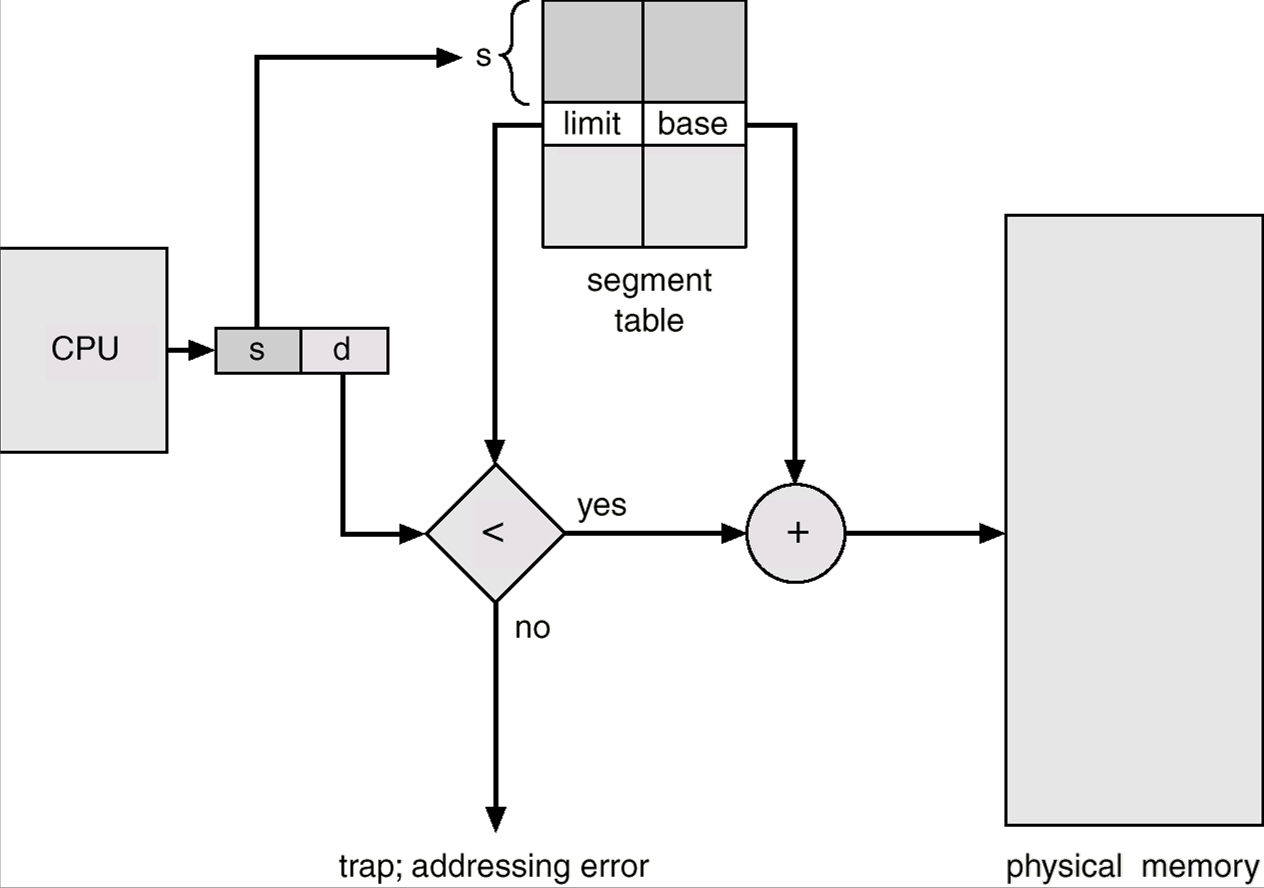 s
limit base
segment
table
CPU
s d
<
yes
+
no
trap; addressing error
physical memory